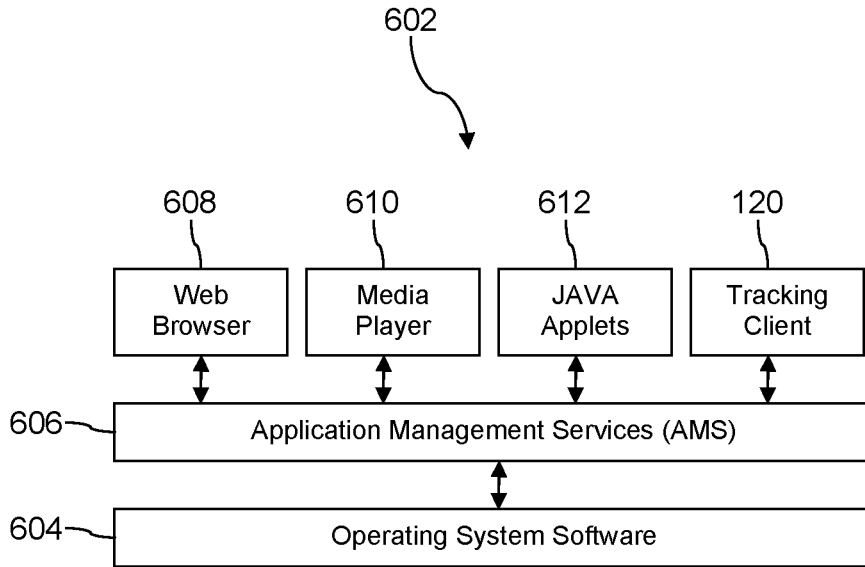 602
608
610
612
120
Web
Browser
Media
Player
JAVA
Applets
Tracking
Client
606
Application Management Services (AMS)
604
Operating System Software